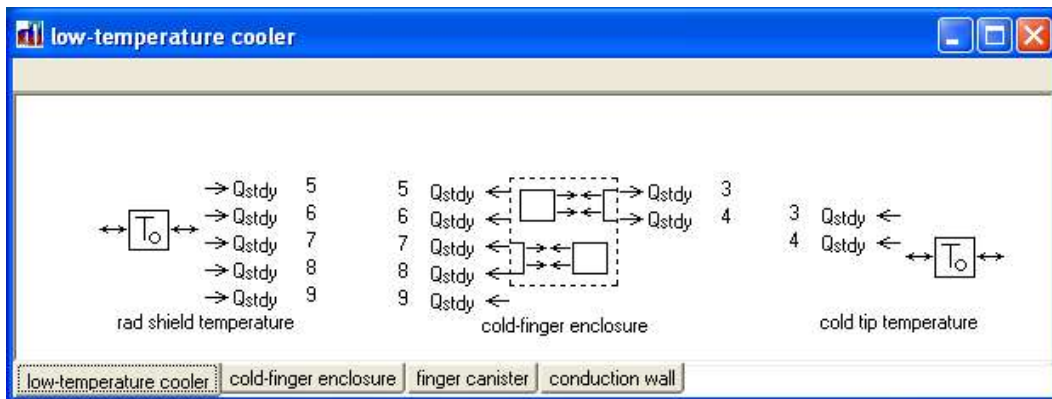 low-temperature cooler
Qstdy 5
Qstdy 6
Qstdy 7
Qstdy 8
Qstdy 9
To
rad shield temperature
5 Qstdy
6 Qstdy
7 Qstdy
8 Qstdy
9 Qstdy
Qstdy 3
Qstdy 4
cold-finger enclosure
3 Qstdy
4 Qstdy
To
cold tip temperature
low-temperature cooler cold-finger enclosure finger canister conduction wall